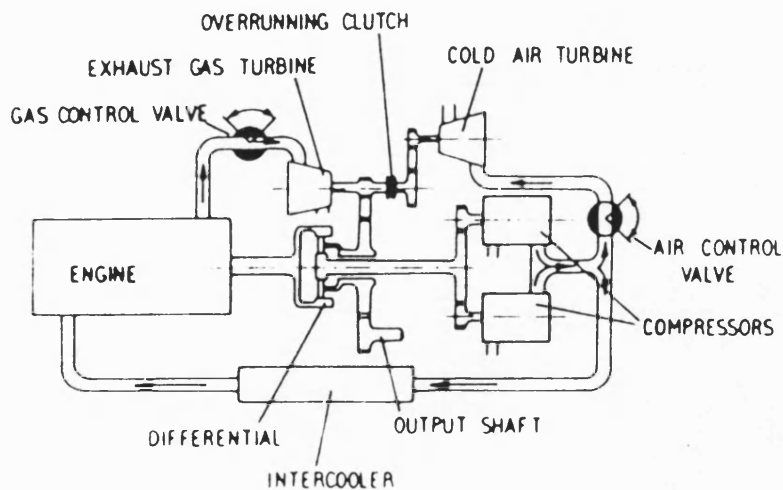 OVERRUNNING CLUTCH
COLD AIR TURBINE
EXHAUST GAS TURBINE
GAS CONTROL VALVE
ENGINE
AIR CONTROL
VALVE
COMPRESSORS
DIFFERENTIAL
OUTPUT SHAFT
INTERCOOLER